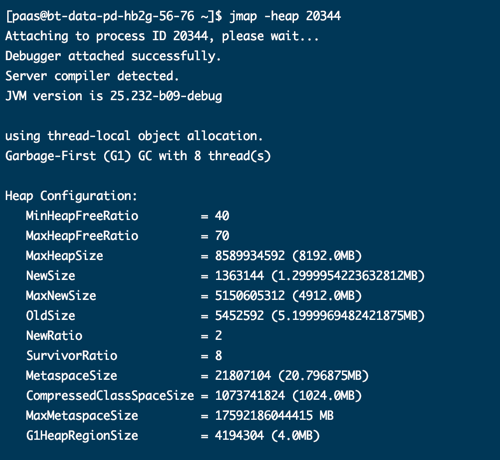 [paas@bt-data-pd-hb2g-56-76 ~]$ jmap -heap 20344
Attaching to process ID 20344, please wait...
Debugger attached successfully.
Server compiler detected.
JVM version is 25.232-b09-debug

using thread-local object allocation.
Garbage-First (G1) GC with 8 thread(s)

Heap Configuration:
   MinHeapFreeRatio         = 40
   MaxHeapFreeRatio         = 70
   MaxHeapSize              = 8589934592 (8192.0MB)
   NewSize                  = 1363144 (1.2999954223632812MB)
   MaxNewSize               = 5150605312 (4912.0MB)
   OldSize                  = 5452592 (5.1999969482421875MB)
   NewRatio                 = 2
   SurvivorRatio            = 8
   MetaspaceSize            = 21807104 (20.796875MB)
   CompressedClassSpaceSize = 1073741824 (1024.0MB)
   MaxMetaspaceSize         = 17592186044415 MB
   G1HeapRegionSize         = 4194304 (4.0MB)